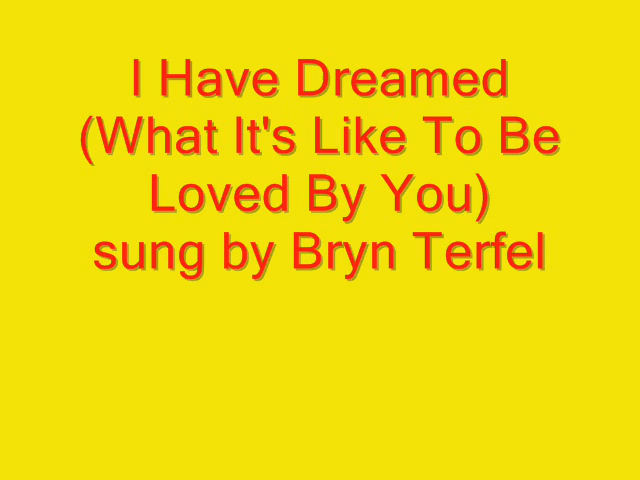 I Have Dreamed
(What It's Like To Be
Loved By You)
sung by Bryn Terfel